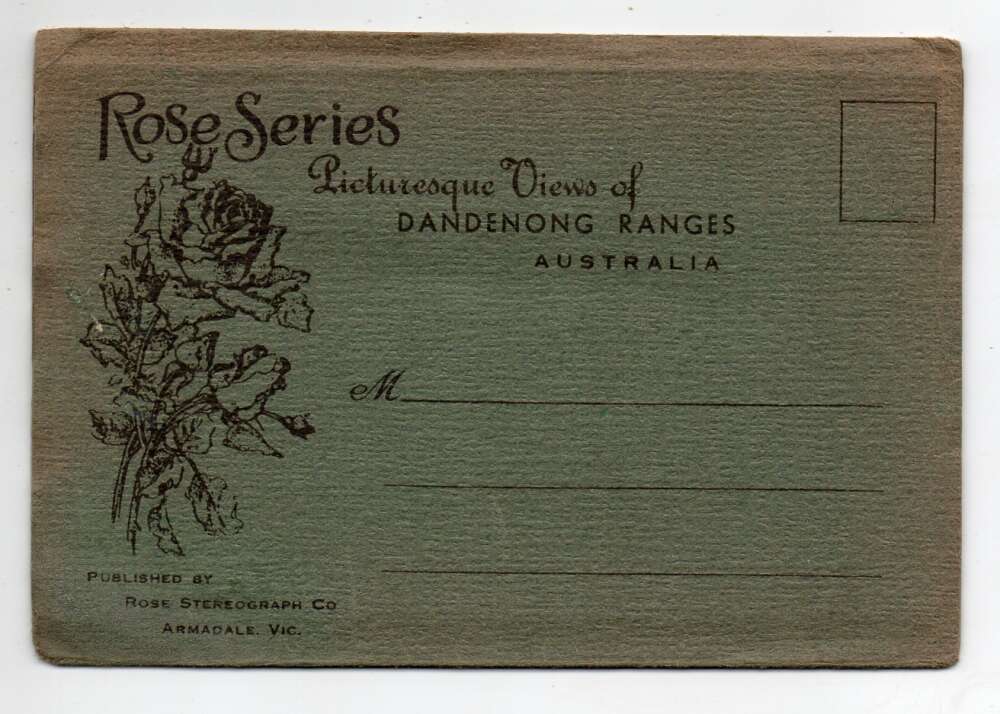 Rose Series
Picturesque Views of
DANDENONG RANGES
AUSTRALIA
M
PUBLISHED BY
ROSE STEREOGRAPH CO
ARMADALE. VIC.